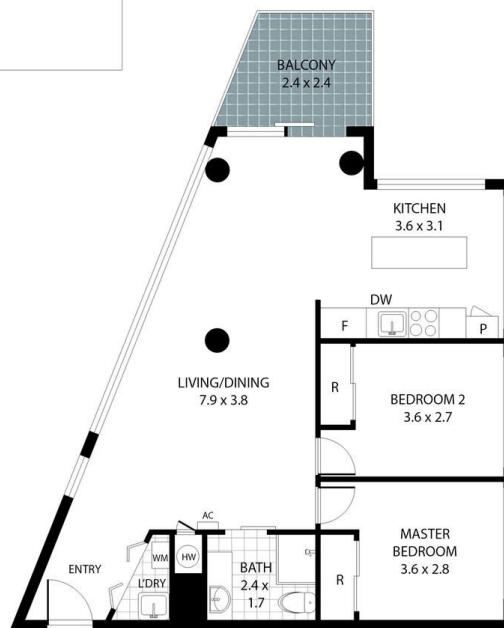 BALCONY
2.4 x 2.4
KITCHEN
3.6 x 3.1
DW
F
P
LIVING/DINING
7.9 x 3.8
R
BEDROOM 2
3.6 x 2.7
AC
WM
HW
ENTRY
L'DRY
BATH
2.4 x
1.7
R
MASTER
BEDROOM
3.6 x 2.8